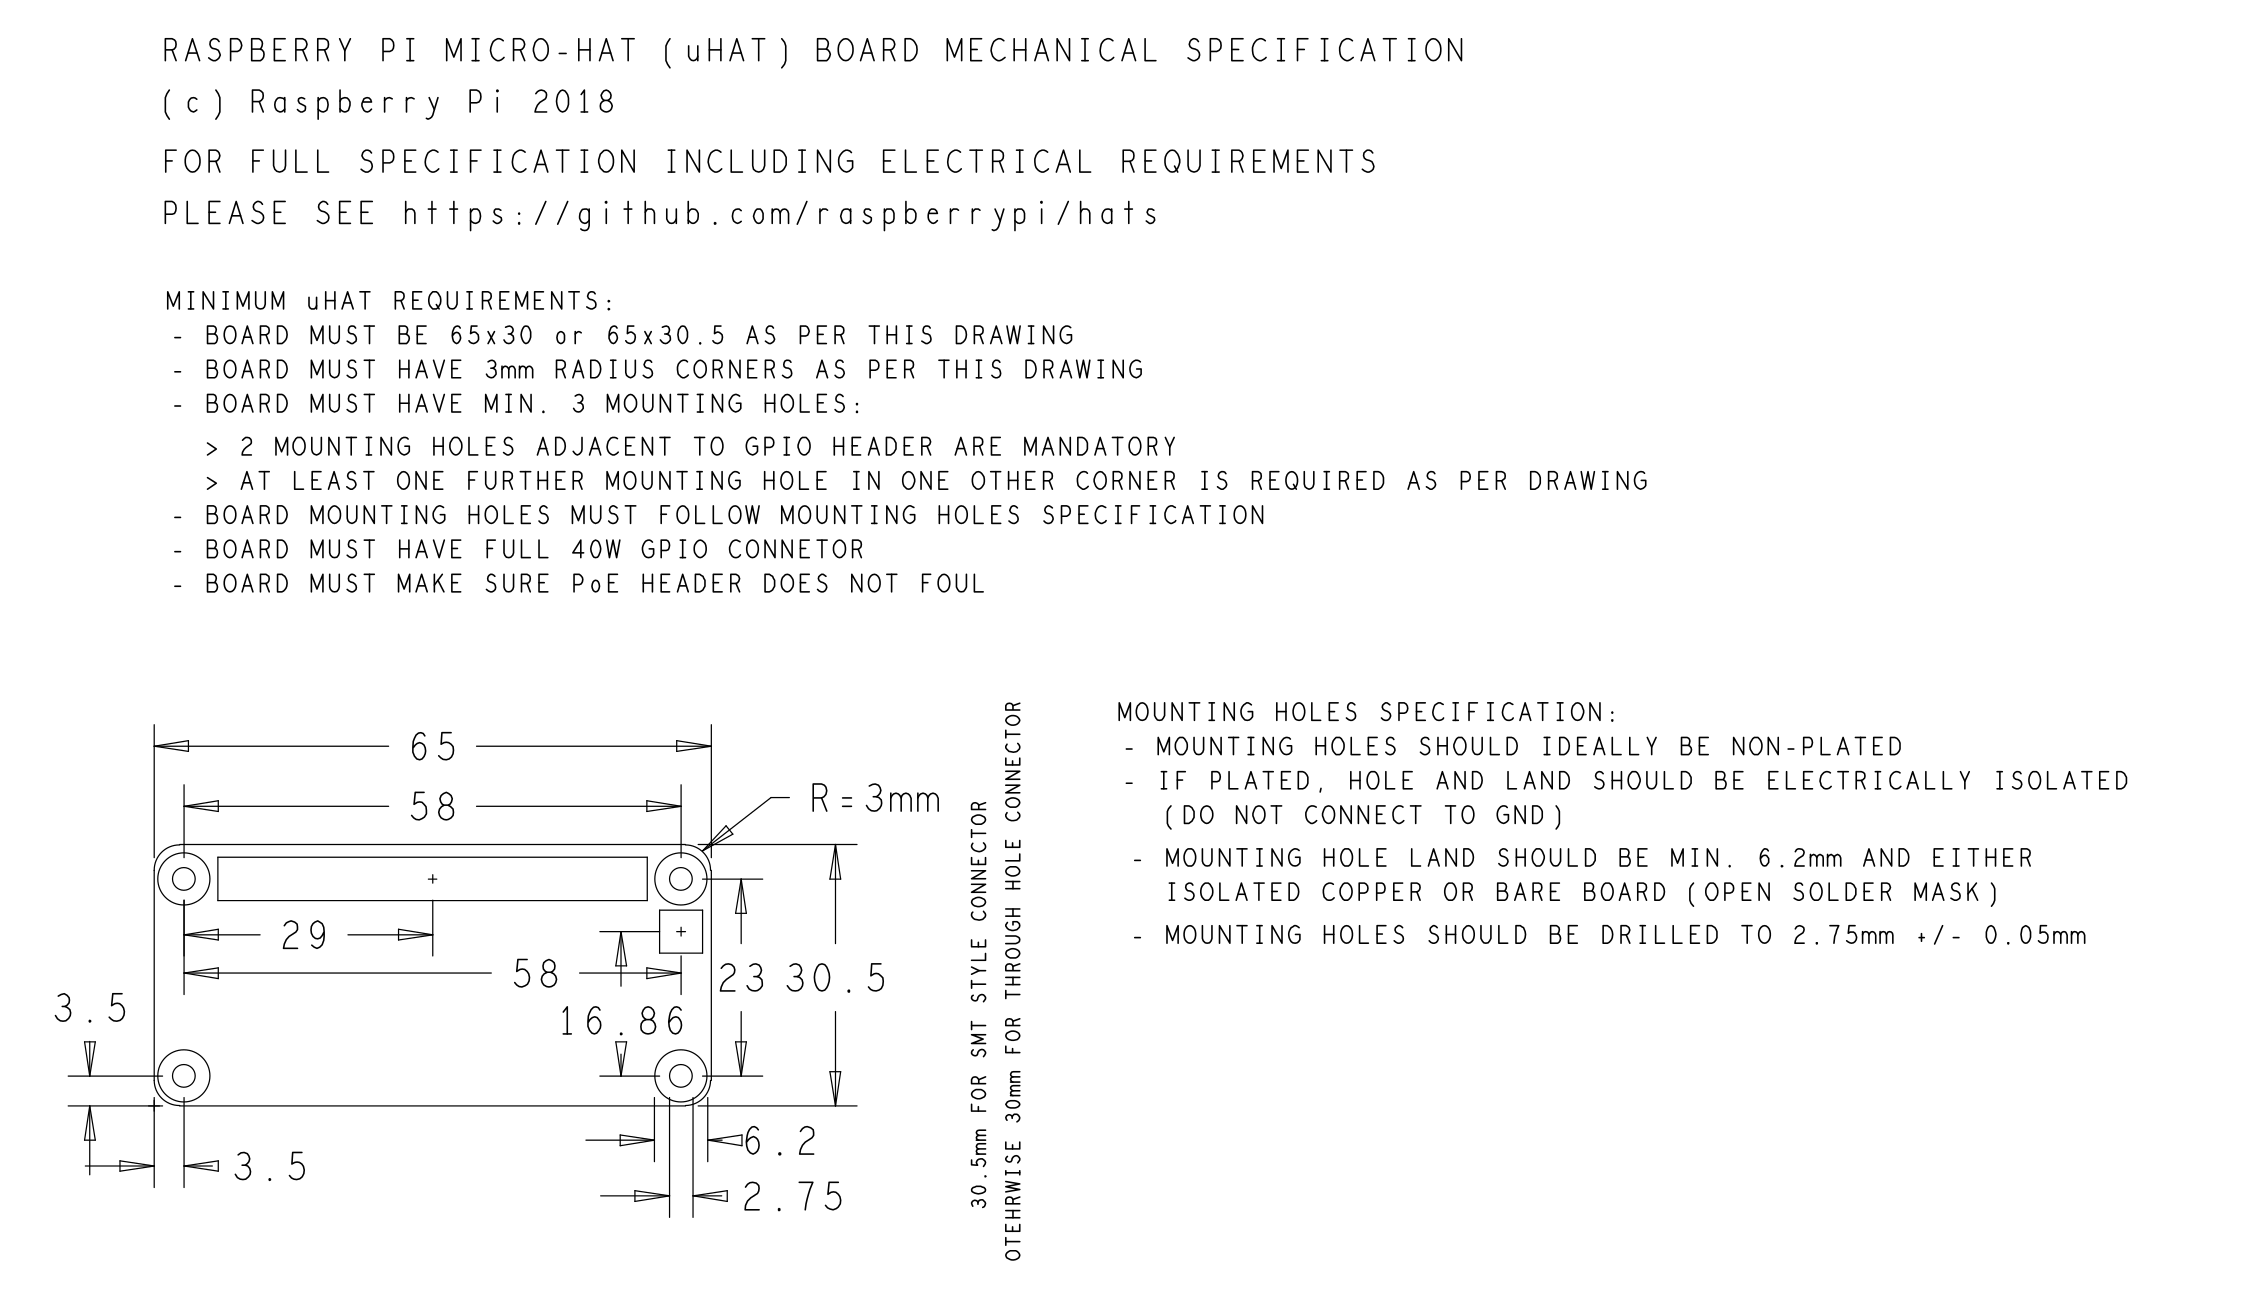 RASPBERRY PI MICRO-HAT (uHAT) BOARD MECHANICAL SPECIFICATION
(c) Raspberry Pi 2018
FOR FULL SPECIFICATION INCLUDING ELECTRICAL REQUIREMENTS
PLEASE SEE https://github.com/raspberrypi/hats
MINIMUM uHAT REQUIREMENTS:
- BOARD MUST BE 65x30 or 65x30.5 AS PER THIS DRAWING
- BOARD MUST HAVE 3mm RADIUS CORNERS AS PER THIS DRAWING
- BOARD MUST HAVE MIN. 3 MOUNTING HOLES:
> 2 MOUNTING HOLES ADJACENT TO GPIO HEADER ARE MANDATORY
> AT LEAST ONE FURTHER MOUNTING HOLE IN ONE OTHER CORNER IS REQUIRED AS PER DRAWING
- BOARD MOUNTING HOLES MUST FOLLOW MOUNTING HOLES SPECIFICATION
- BOARD MUST HAVE FULL 40W GPIO CONNETOR
- BOARD MUST MAKE SURE PoE HEADER DOES NOT FOUL
65
58
R=3mm
29
58
23
30.5
3.5
16.86
6.2
3.5
2.75
30.5mm FOR SMT STYLE CONNECTOR
OTEHRWISE 30mm FOR THROUGH HOLE CONNECTOR
MOUNTING HOLES SPECIFICATION:
- MOUNTING HOLES SHOULD IDEALLY BE NON-PLATED
- IF PLATED, HOLE AND LAND SHOULD BE ELECTRICALLY ISOLATED
(DO NOT CONNECT TO GND)
- MOUNTING HOLE LAND SHOULD BE MIN. 6.2mm AND EITHER
ISOLATED COPPER OR BARE BOARD (OPEN SOLDER MASK)
- MOUNTING HOLES SHOULD BE DRILLED TO 2.75mm +/- 0.05mm